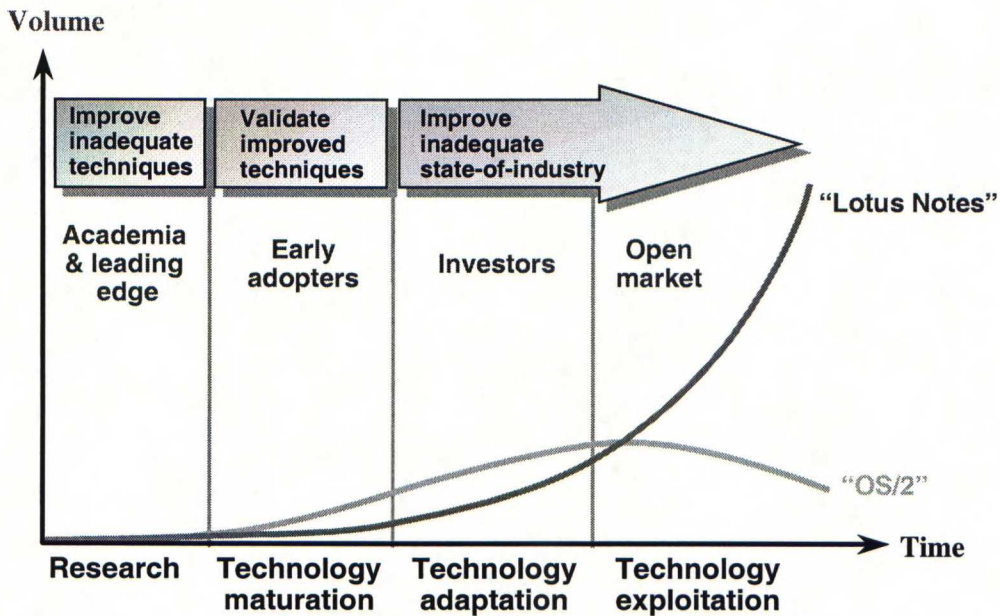 Volume
Improve
inadequate
techniques
Validate
improved
techniques
Improve
inadequate
state-of-industry
"Lotus Notes"
Academia
& leading
edge
Early
adopters
Investors
Open
market
"OS/2"
Time
Research
Technology
maturation
Technology
adaptation
Technology
exploitation